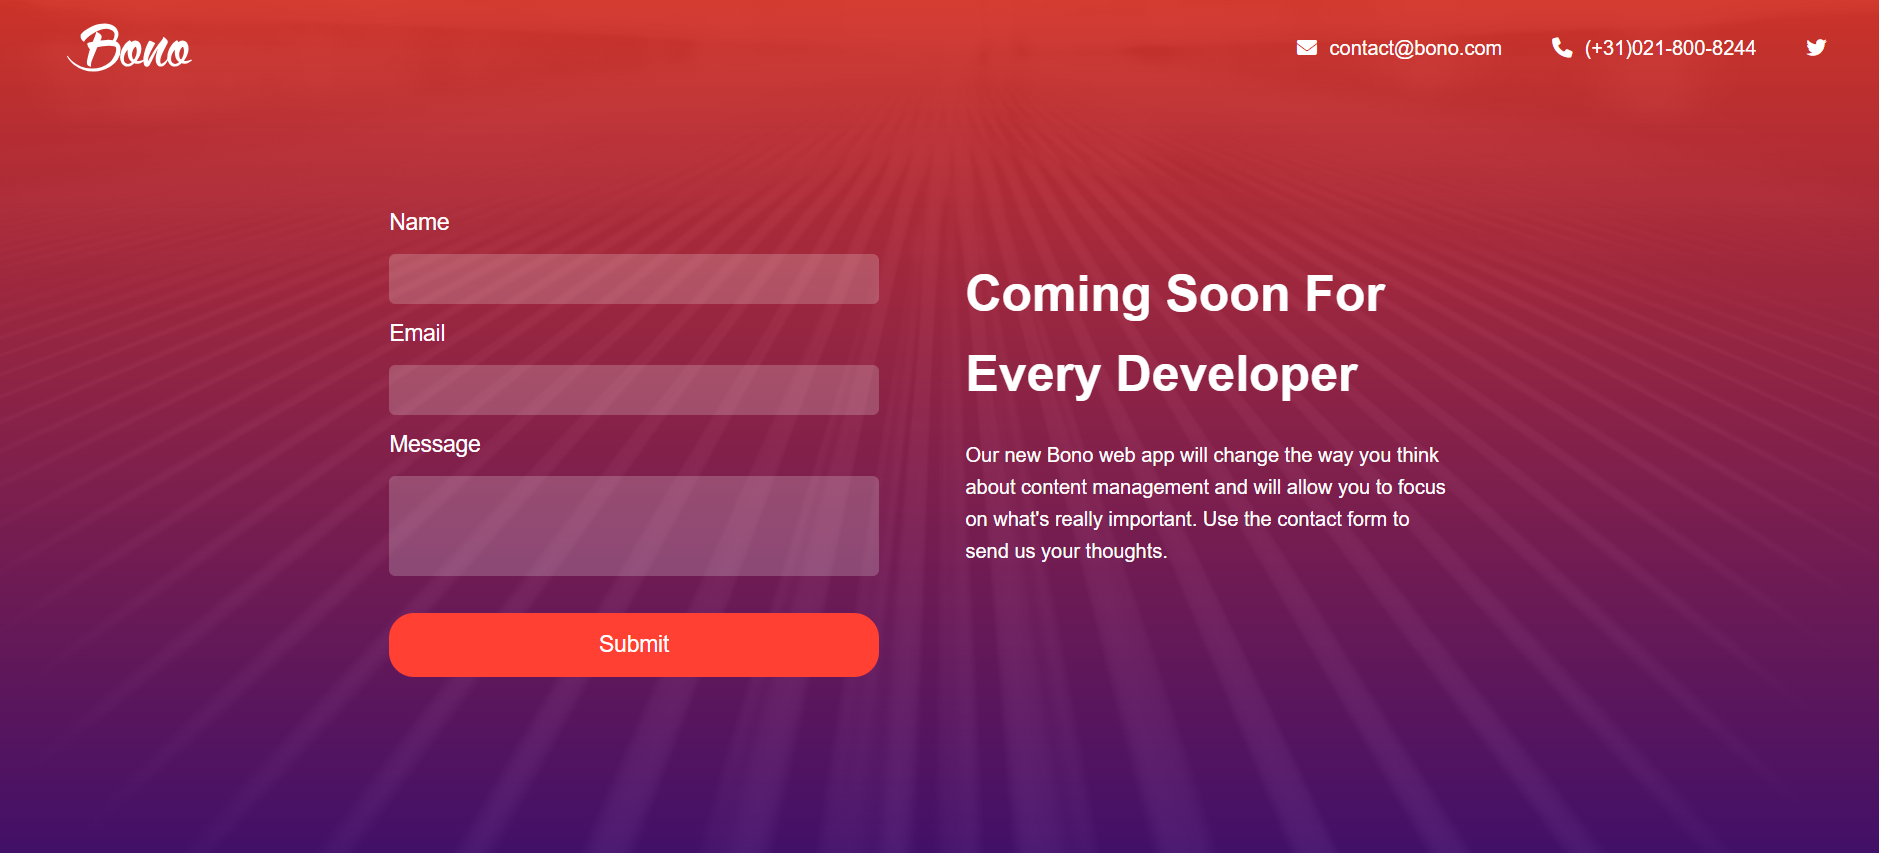 Bono
contact@bono.com
(+31)021-800-8244
Name
Email
Message
Submit
Coming Soon For
Every Developer
Our new Bono web app will change the way you think
about content management and will allow you to focus
on what's really important. Use the contact form to
send us your thoughts.